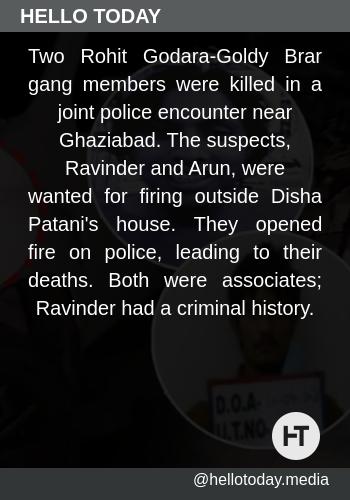 HELLO TODAY
Two Rohit Godara-Goldy Brar
gang members were killed in a
joint police encounter near
Ghaziabad. The suspects,
Ravinder and Arun, were
wanted for firing outside Disha
Patani's house. They opened
fire on police, leading to their
deaths. Both were associates;
Ravinder had a criminal history.
D.O.A-
U.T.NO-
HT
@hellotoday.media